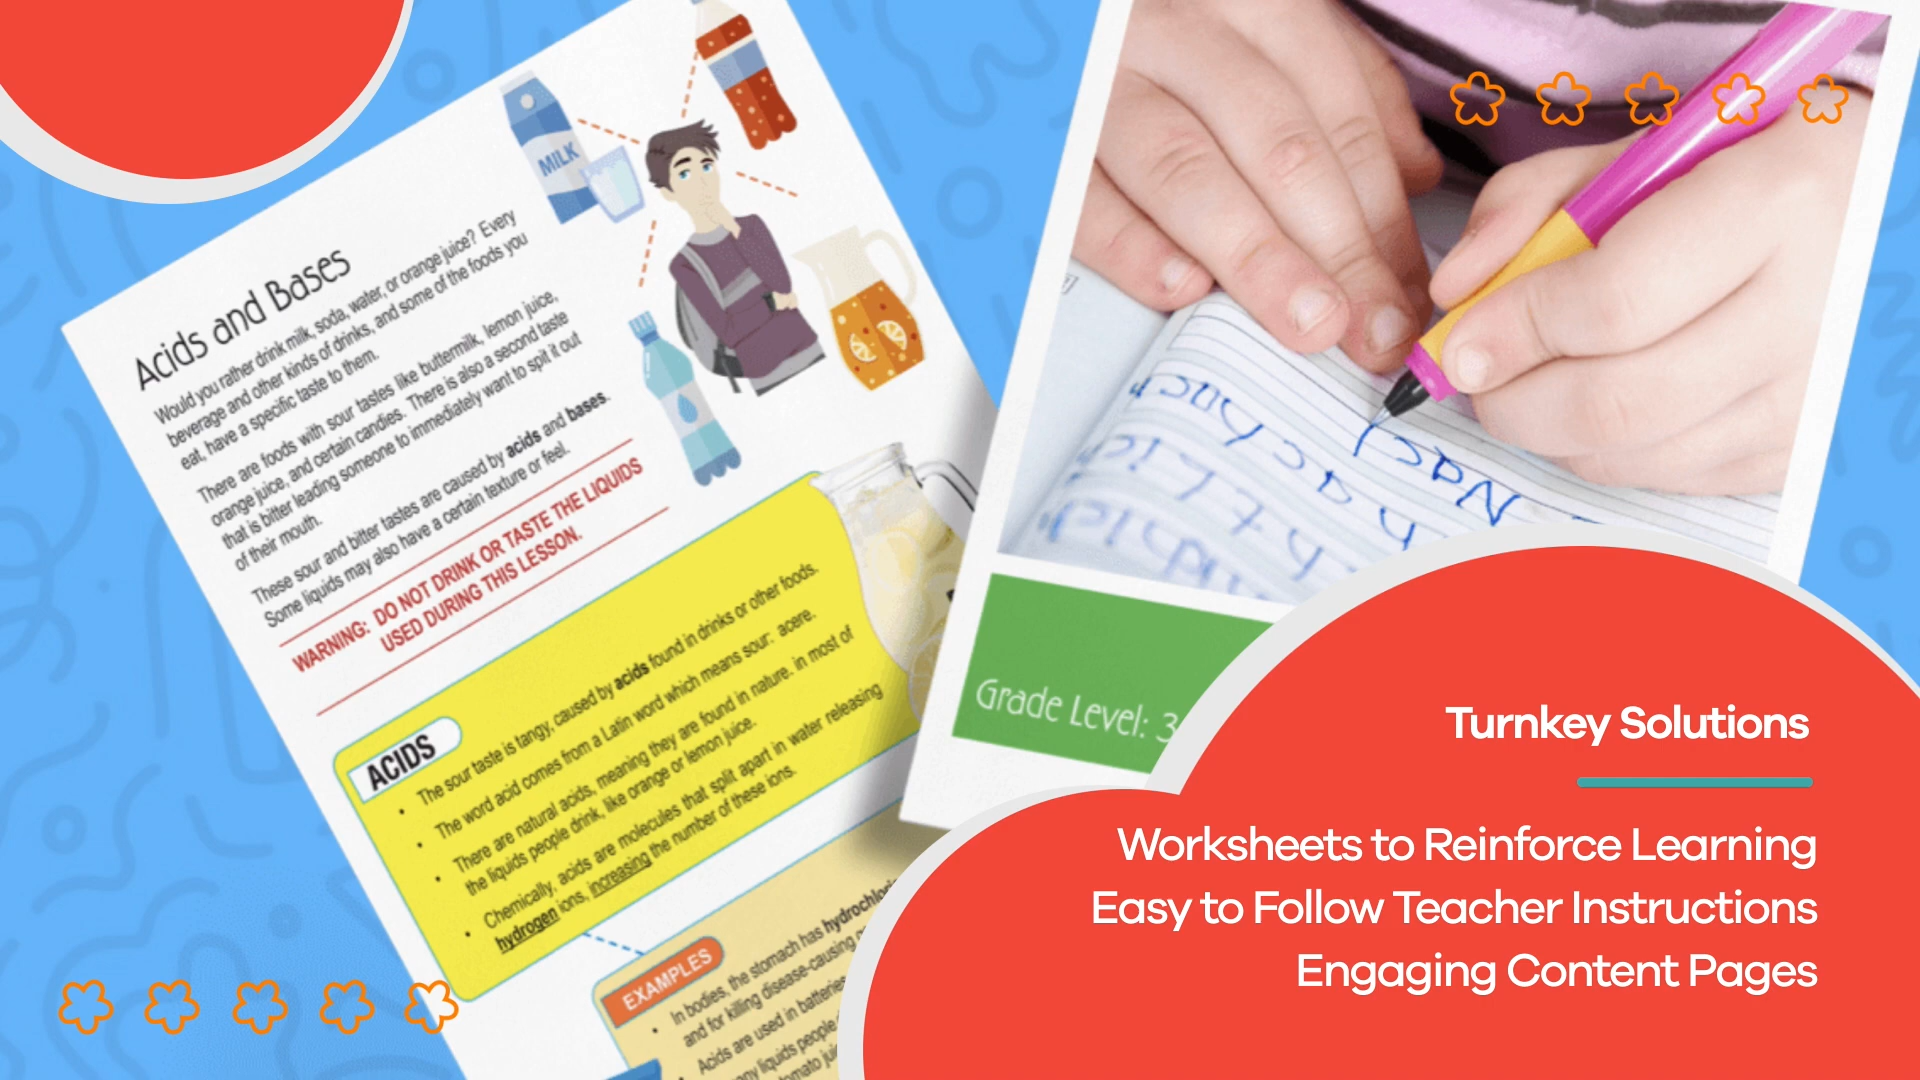 MILK
Acids and Bases
Would you rather drink milk, soda, water, or orange juice? Every
beverage and other kinds of drinks, and some of the foods you
eat, have a specific taste to them.
There are foods with sour tastes like buttermilk, lemon juice,
orange juice, and certain candies. There is also a second taste
that is bitter leading someone to immediately want to spit it out
of their mouth.
These sour and bitter tastes are caused by acids and bases.
Some liquids may also have a certain texture or feel.
WARNING: DO NOT DRINK OR TASTE THE LIQUIDS
USED DURING THIS LESSON.
ACIDS
• The sour taste is tangy, caused by acids found in drinks or other foods.
• The word acid comes from a Latin word which means sour: acere.
• There are natural acids, meaning they are found in nature. in most of
the liquids people drink, like orange or lemon juice.
• Chemically, acids are molecules that split apart in water releasing
hydrogen ions, increasing the number of these ions.
EXAMPLES
• In bodies, the stomach has
and for killing disease-causing
• Acids are used in batteries
liquids people
Grade Level: 3
Turnkey Solutions
Worksheets to Reinforce Learning
Easy to Follow Teacher Instructions
Engaging Content Pages